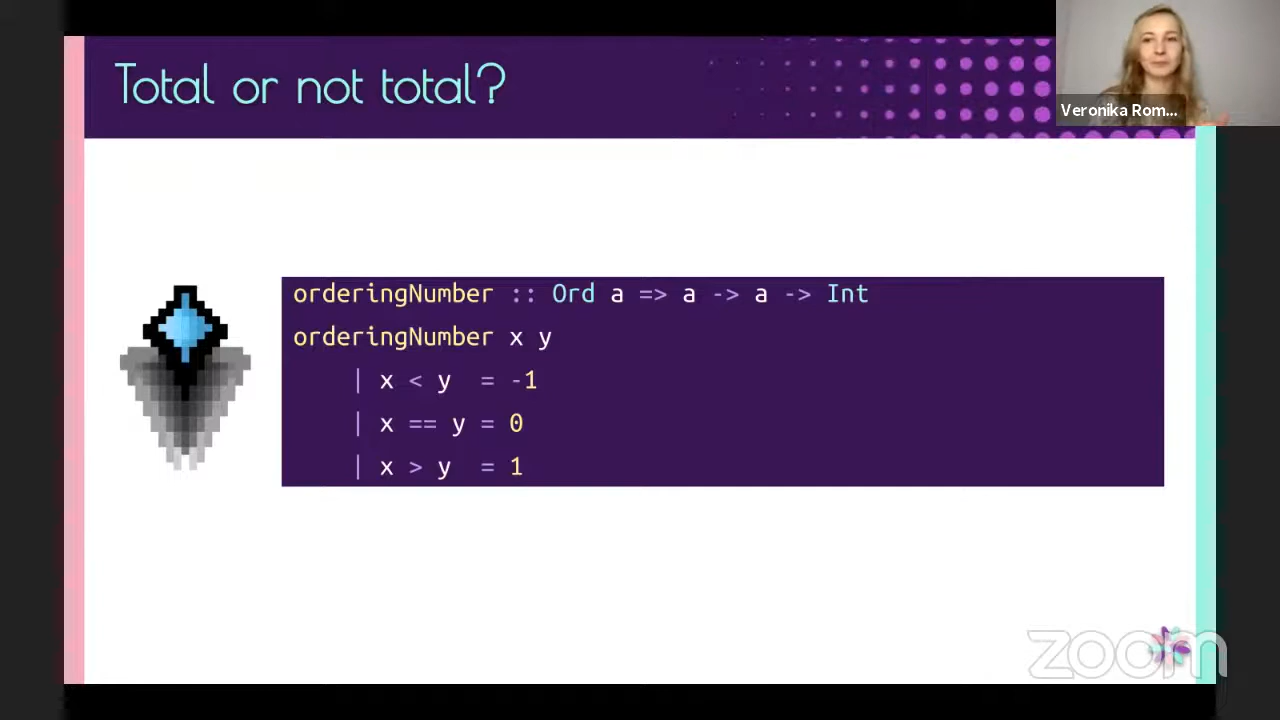 Total or not total?
Veronika Rom...
orderingNumber :: Ord a => a -> a -> Int
orderingNumber x y
| x < y = -1
| x == y = 0
| x > y = 1
zoom